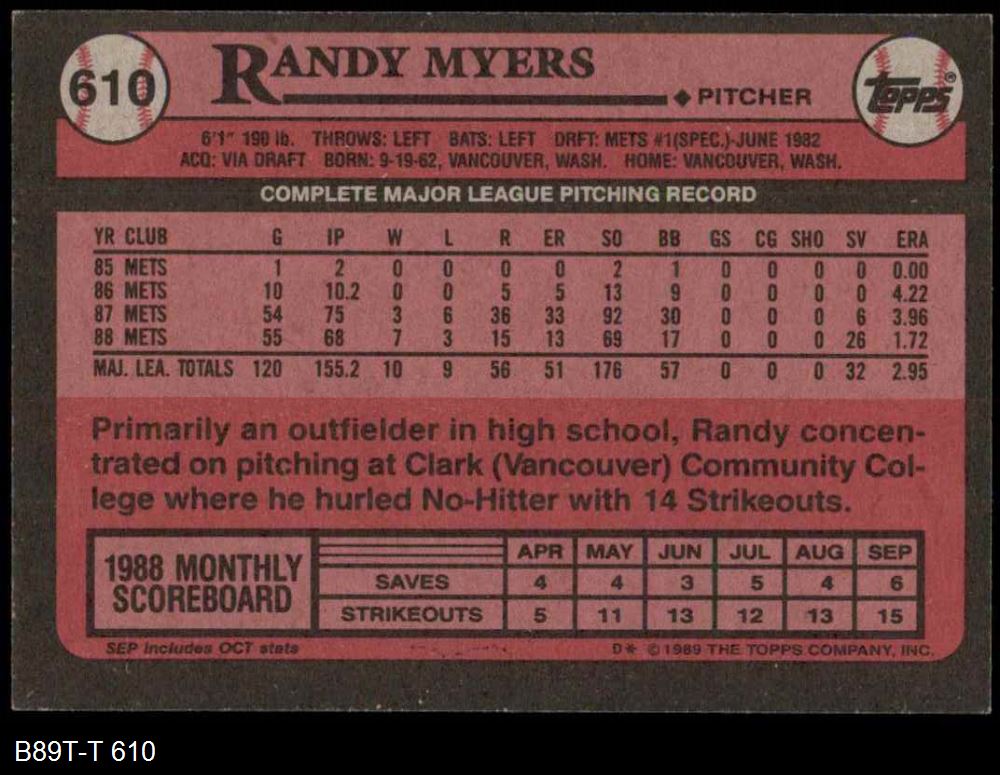 610
RANDY MYERS
◆ PITCHER
topps®
6'1" 190 lb. THROWS: LEFT BATS: LEFT DRFT: METS #1(SPEC.)-JUNE 1982
ACQ: VIA DRAFT BORN: 9-19-62, VANCOUVER, WASH. HOME: VANCOUVER, WASH.
COMPLETE MAJOR LEAGUE PITCHING RECORD
YR CLUB G IP W L R ER SO BB GS CG SHO SV ERA
85 METS 1 2 0 0 0 0 2 1 0 0 0 0 0.00
86 METS 10 10.2 0 0 5 5 13 9 0 0 0 0 4.22
87 METS 54 75 3 6 36 33 92 30 0 0 0 6 3.96
88 METS 55 68 7 3 15 13 69 17 0 0 0 26 1.72
MAJ. LEA. TOTALS 120 155.2 10 9 56 51 176 57 0 0 0 32 2.95
Primarily an outfielder in high school, Randy concen-
trated on pitching at Clark (Vancouver) Community Col-
lege where he hurled No-Hitter with 14 Strikeouts.
1988 MONTHLY
SCOREBOARD
APR MAY JUN JUL AUG SEP
SAVES 4 4 3 5 4 6
STRIKEOUTS 5 11 13 12 13 15
SEP includes OCT stats
D* © 1989 THE TOPPS COMPANY, INC.
B89T-T 610